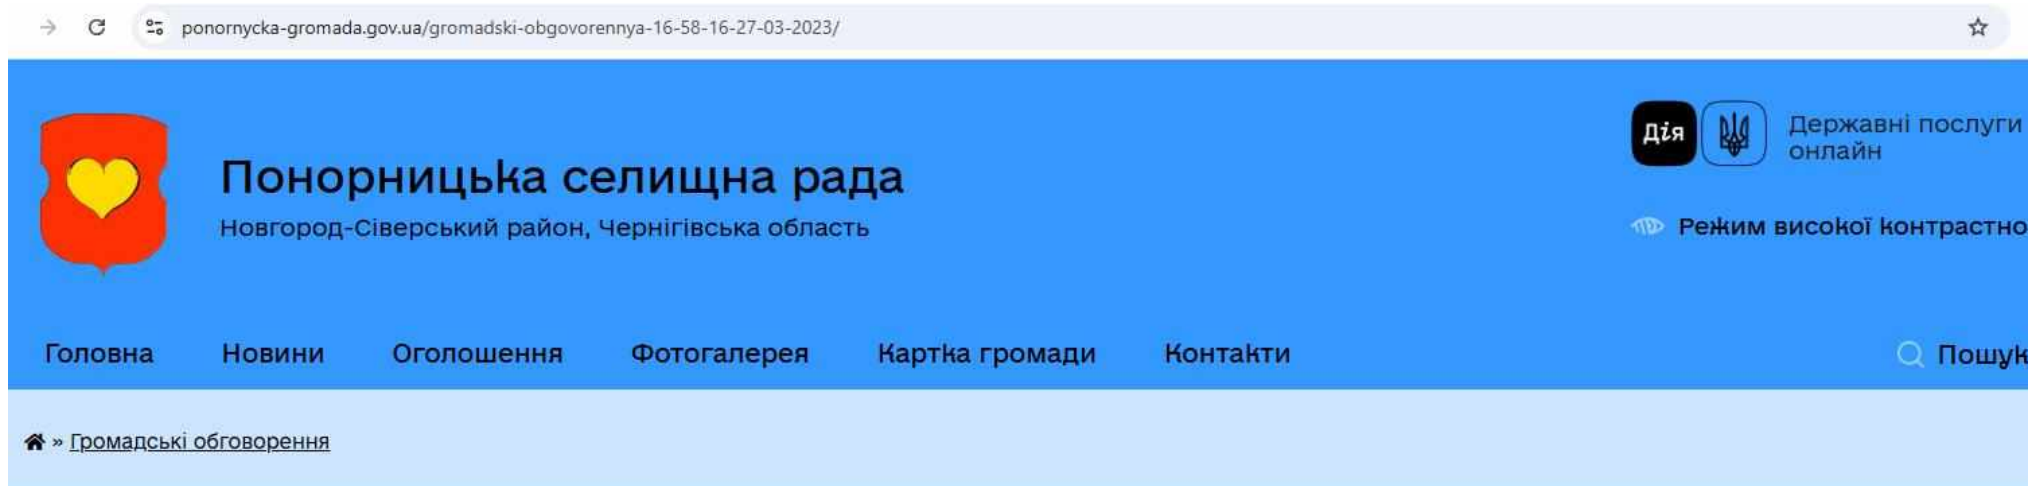 ponornycka-gromada.gov.ua/gromadski-obgovorennya-16-58-16-27-03-2023/
Дія
Державні послуги
онлайн
Понорницька селищна рада
Новгород-Сіверський район, Чернігівська область
Режим високої контрастно
Головна Новини Оголошення Фотогалерея Картка громади Контакти Пошук
» Громадські обговорення